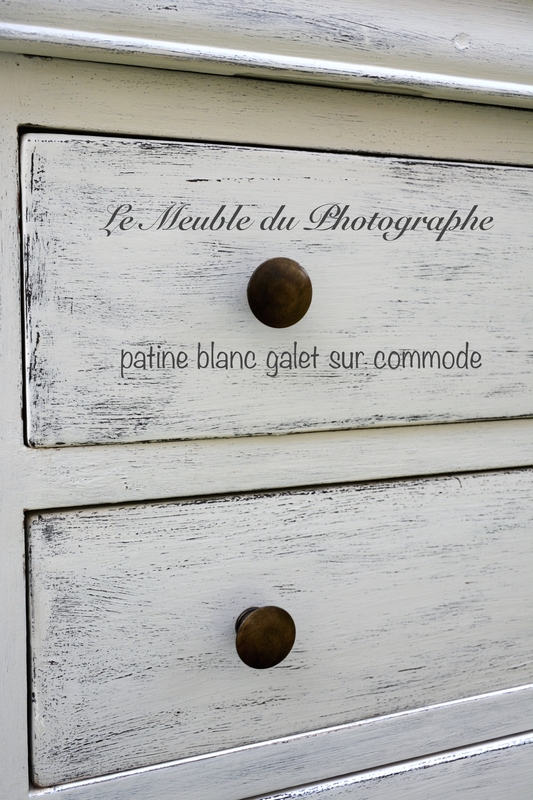 Le Meuble du Photographe
patine blanc galet sur commode